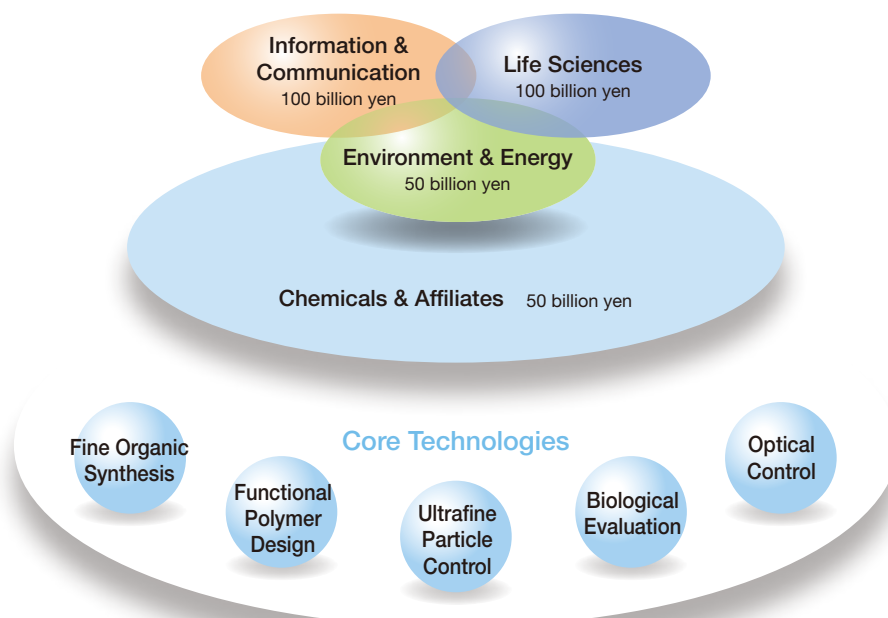 Information &
Communication
100 billion yen
Life Sciences
100 billion yen
Environment & Energy
50 billion yen
Chemicals & Affiliates 50 billion yen
Core Technologies
Fine Organic
Synthesis
Functional
Polymer
Design
Ultrafine
Particle
Control
Biological
Evaluation
Optical
Control